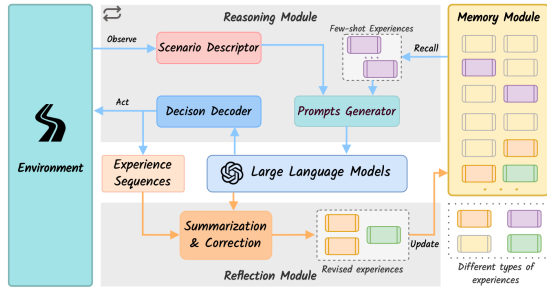 Reasoning Module
Memory Module
Observe
Scenario Descriptor
Few-shot Experiences
Recall
Act
Decison Decoder
Prompts Generator
Environment
Experience
Sequences
Large Language Models
Summarization
& Correction
Revised experiences
Update
Reflection Module
Different types of
experiences